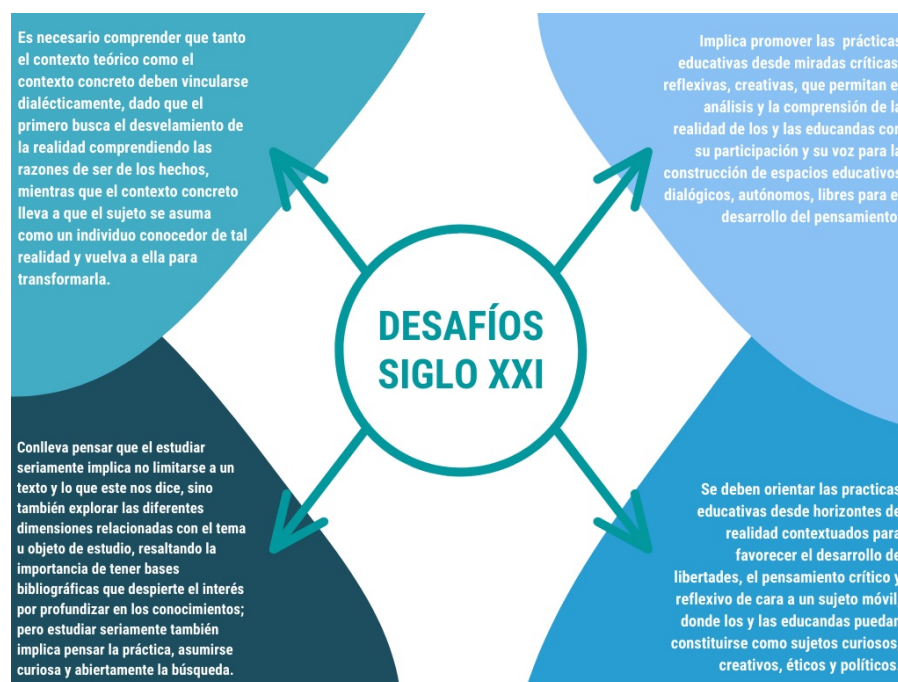 Es necesario comprender que tanto
el contexto teórico como el
contexto concreto deben vincularse
dialécticamente, dado que el
primero busca el desvelamiento de
la realidad comprendiendo las
razones de ser de los hechos,
mientras que el contexto concreto
lleva a que el sujeto se asuma
como un individuo conocedor de tal
realidad y vuelva a ella para
transformarla.
Implica promover las prácticas
educativas desde miradas críticas
reflexivas, creativas, que permitan e
análisis y la comprensión de la
realidad de los y las educandas con
su participación y su voz para la
construcción de espacios educativos
dialógicos, autónomos, libres para e
desarrollo del pensamiento
DESAFÍOS
SIGLO XXI
Conlleva pensar que el estudiar
seriamente implica no limitarse a un
texto y lo que este nos dice, sino
también explorar las diferentes
dimensiones relacionadas con el tema
u objeto de estudio, resaltando la
importancia de tener bases
bibliográficas que despierte el interés
por profundizar en los conocimientos;
pero estudiar seriamente también
implica pensar la práctica, asumirse
curiosa y abiertamente la búsqueda.
Se deben orientar las practicas
educativas desde horizontes de
realidad contextuados para
favorecer el desarrollo de
libertades, el pensamiento crítico y
reflexivo de cara a un sujeto móvil
donde los y las educandas puedan
constituirse como sujetos curiosos,
creativos, éticos y políticos.